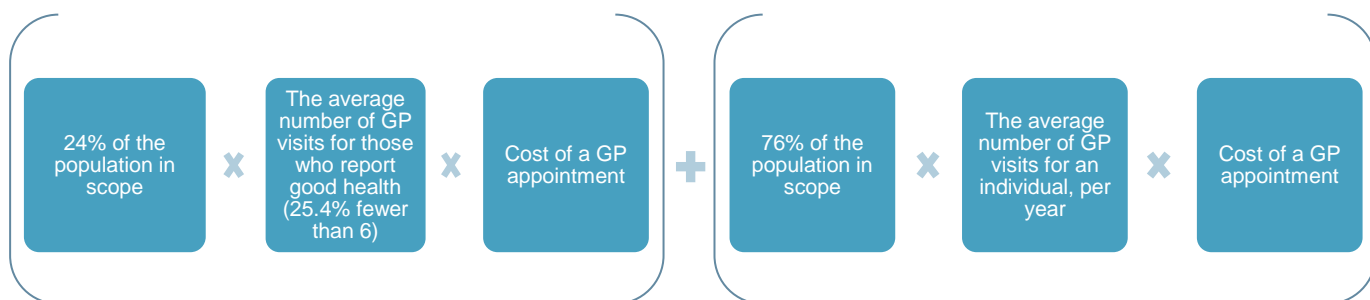 24% of the
population in
scope
×
The average
number of GP
visits for those
who report
good health
(25.4% fewer
than 6)
×
Cost of a GP
appointment
+
76% of the
population in
scope
×
The average
number of GP
visits for an
individual, per
year
×
Cost of a GP
appointment